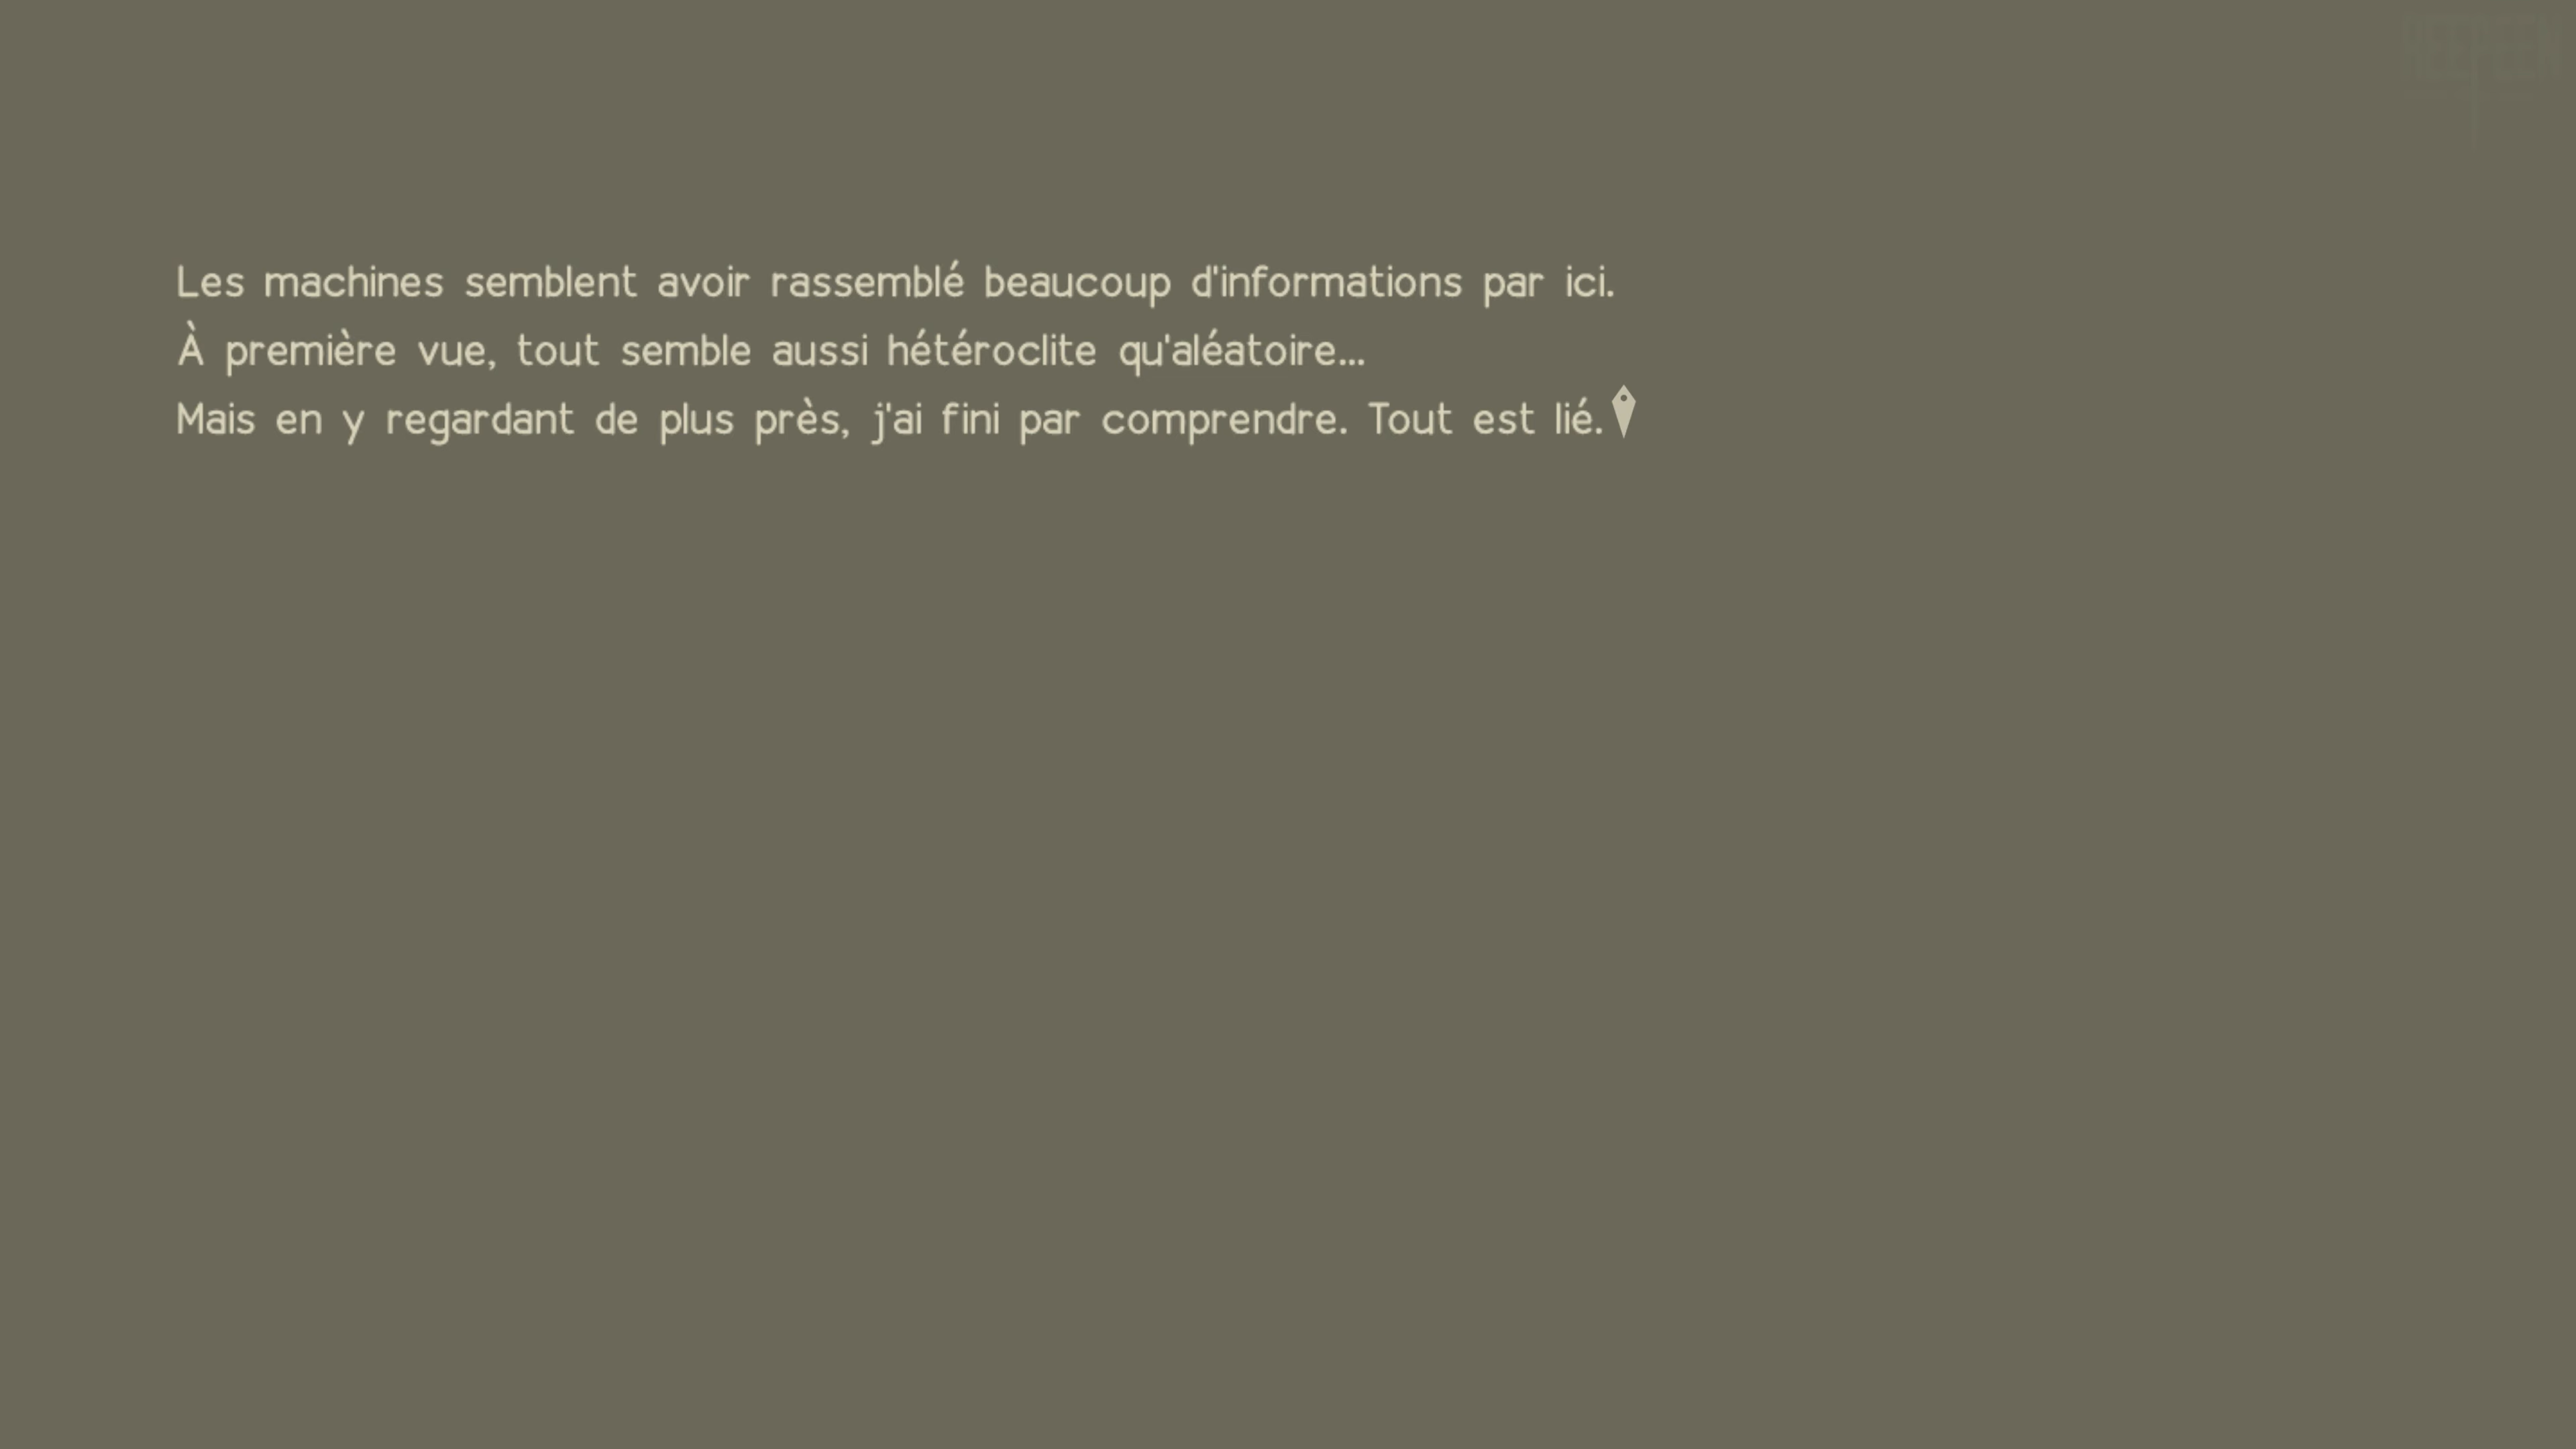 Les machines semblent avoir rassemblé beaucoup d'informations par ici.
À première vue, tout semble aussi hétéroclite qu'aléatoire...
Mais en y regardant de plus près, j'ai fini par comprendre. Tout est lié.